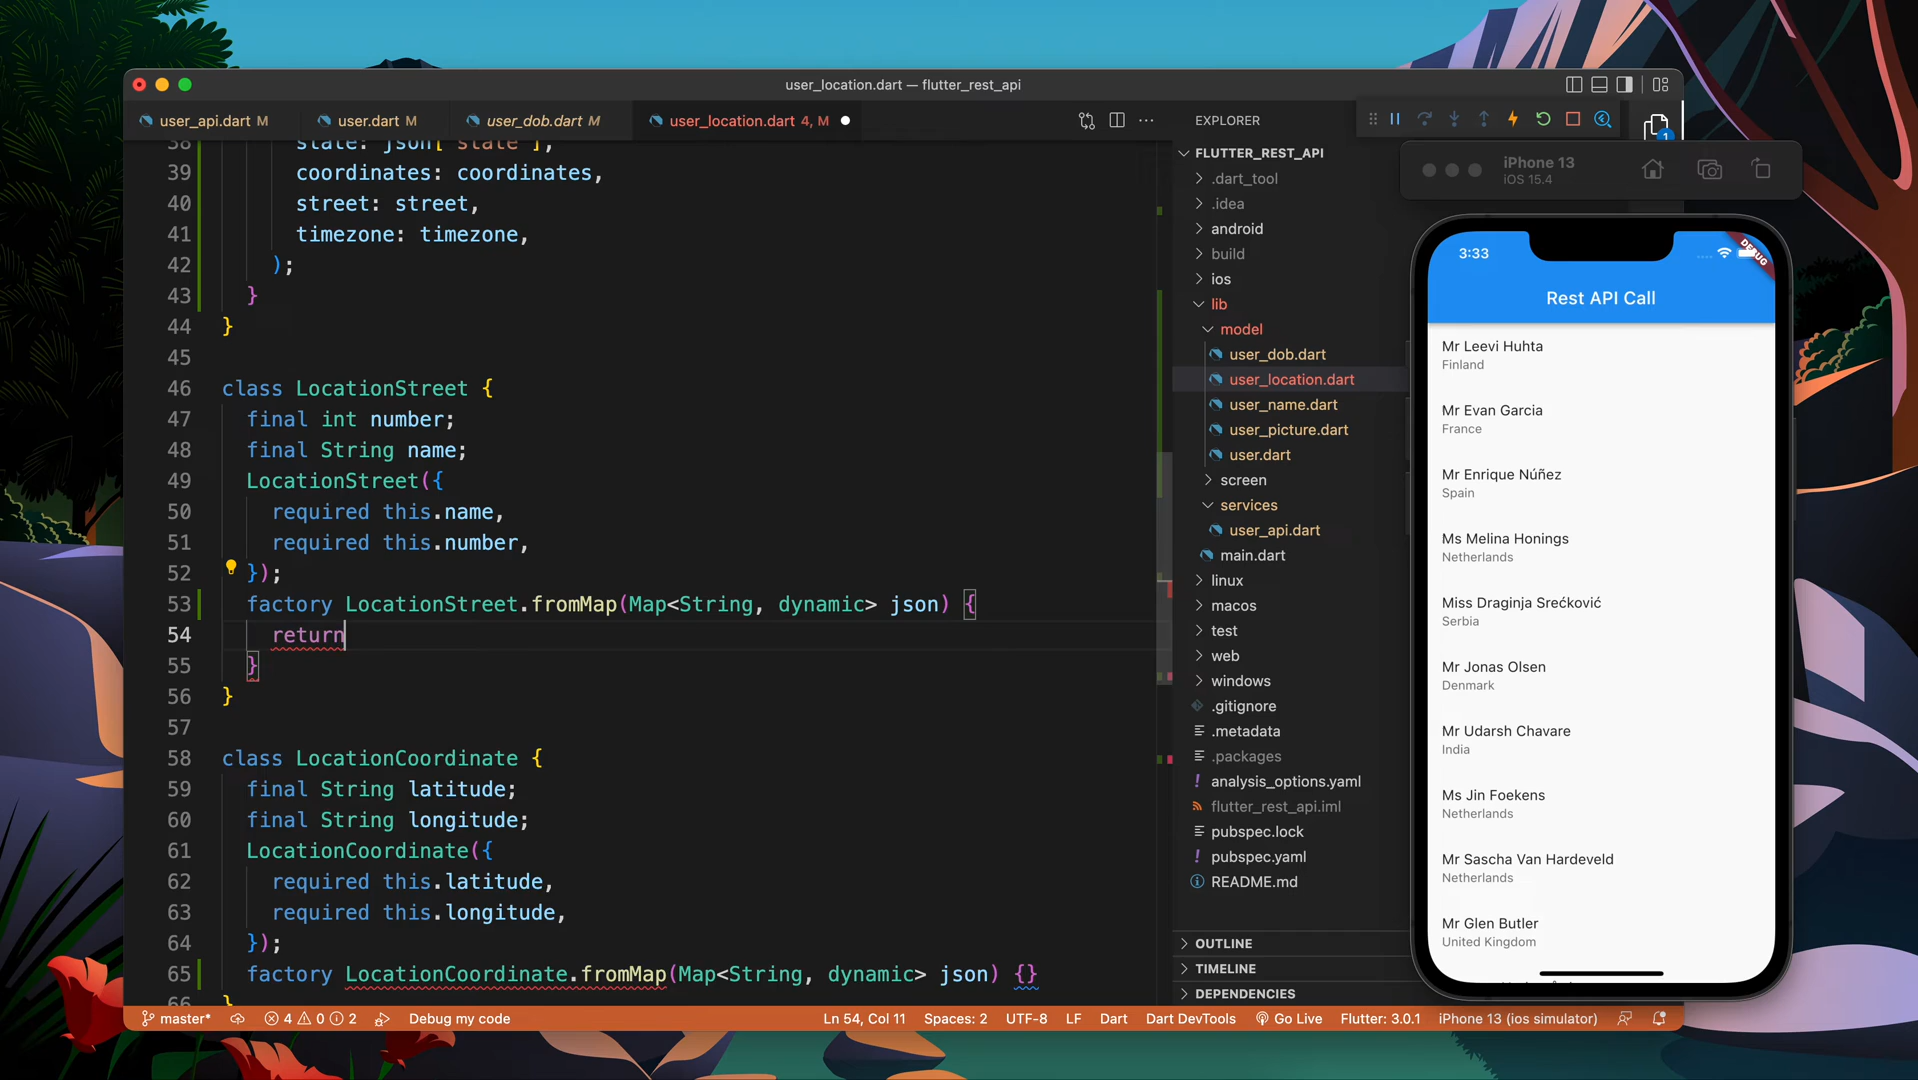 user_location.dart — flutter_rest_api
user_api.dart M
user.dart M
user_dob.dart M
user_location.dart 4, M
38 state: json['state'],
39 coordinates: coordinates,
40 street: street,
41 timezone: timezone,
42 );
43 }
44 }
45
46 class LocationStreet {
47 final int number;
48 final String name;
49 LocationStreet({
50 required this.name,
51 required this.number,
52 });
53 factory LocationStreet.fromMap(Map<String, dynamic> json) {
54 return
55 }
56 }
57
58 class LocationCoordinate {
59 final String latitude;
60 final String longitude;
61 LocationCoordinate({
62 required this.latitude,
63 required this.longitude,
64 });
65 factory LocationCoordinate.fromMap(Map<String, dynamic> json) {}
66 }
EXPLORER
FLUTTER_REST_API
.dart_tool
.idea
android
build
ios
lib
model
user_dob.dart
user_location.dart
user_name.dart
user_picture.dart
user.dart
screen
services
user_api.dart
main.dart
linux
macos
test
web
windows
.gitignore
.metadata
.packages
analysis_options.yaml
flutter_rest_api.iml
pubspec.lock
pubspec.yaml
README.md
OUTLINE
TIMELINE
DEPENDENCIES
1
iPhone 13
iOS 15.4
3:33
DEBUG
Rest API Call
Mr Leevi Huhta
Finland
Mr Evan Garcia
France
Mr Enrique Núñez
Spain
Ms Melina Honings
Netherlands
Miss Draginja Srećković
Serbia
Mr Jonas Olsen
Denmark
Mr Udarsh Chavare
India
Ms Jin Foekens
Netherlands
Mr Sascha Van Hardeveld
Netherlands
Mr Glen Butler
United Kingdom
master* 4 0 2 Debug my code Ln 54, Col 11 Spaces: 2 UTF-8 LF Dart Dart DevTools Go Live Flutter: 3.0.1 iPhone 13 (ios simulator)